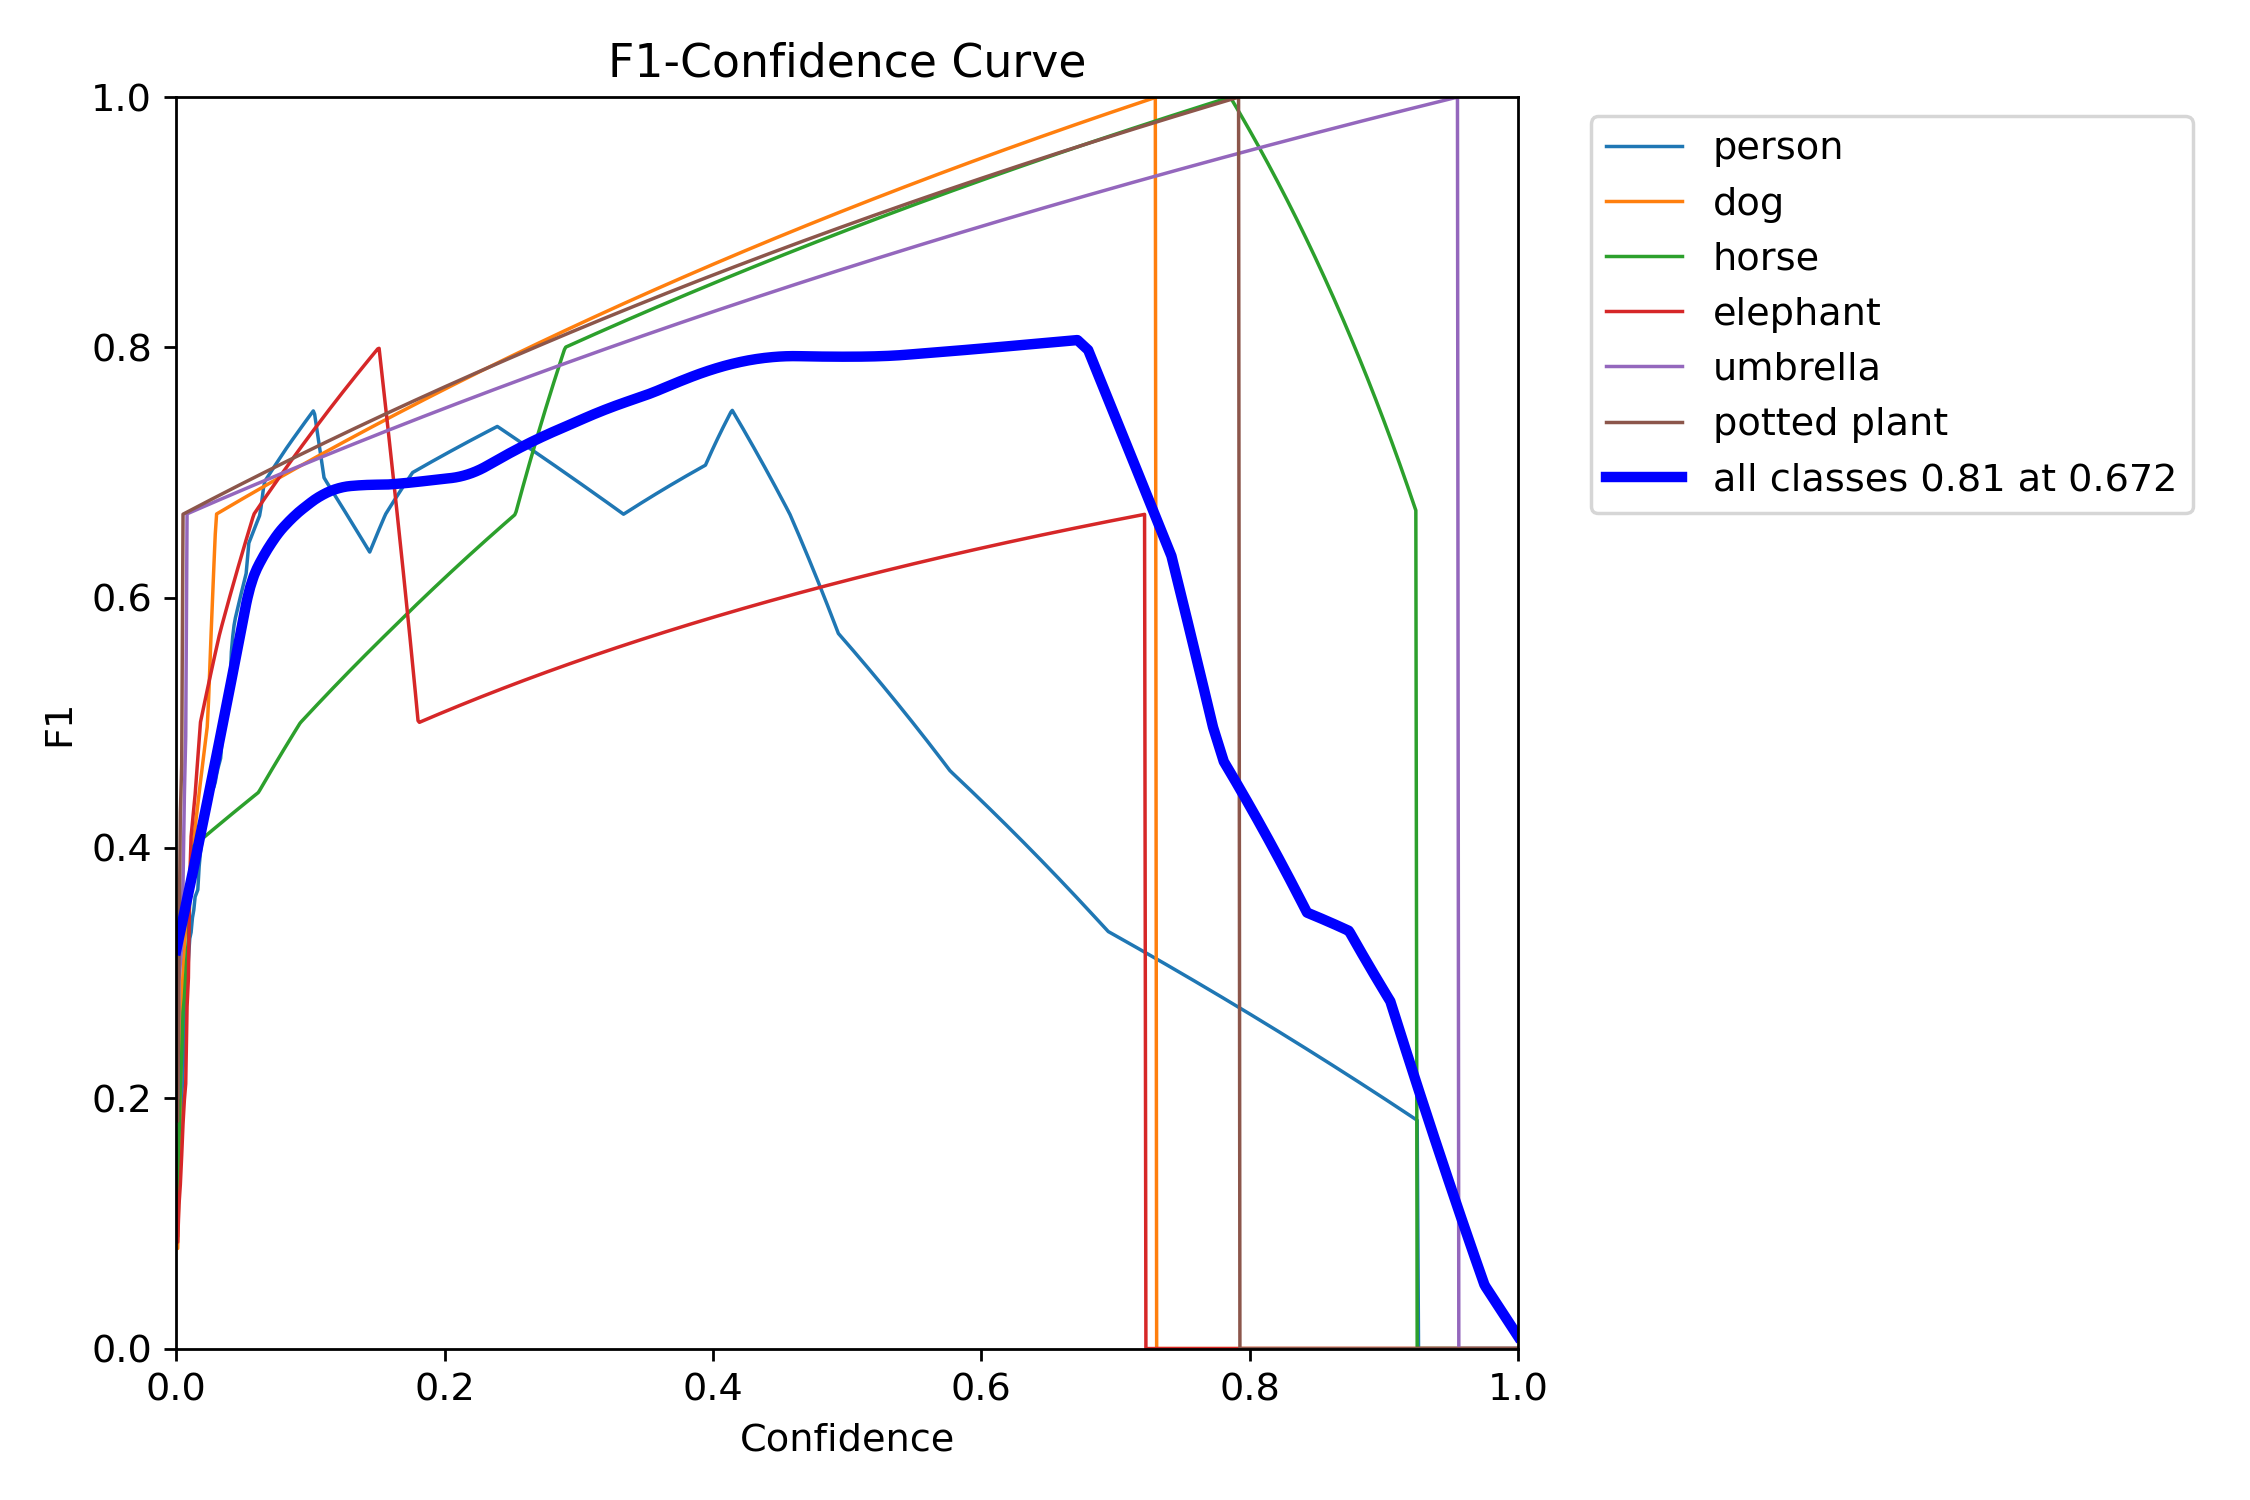 F1-Confidence Curve
1.0
0.8
0.6
0.4
0.2
0.0
F1
0.0 0.2 0.4 0.6 0.8 1.0
Confidence
person
dog
horse
elephant
umbrella
potted plant
all classes 0.81 at 0.672